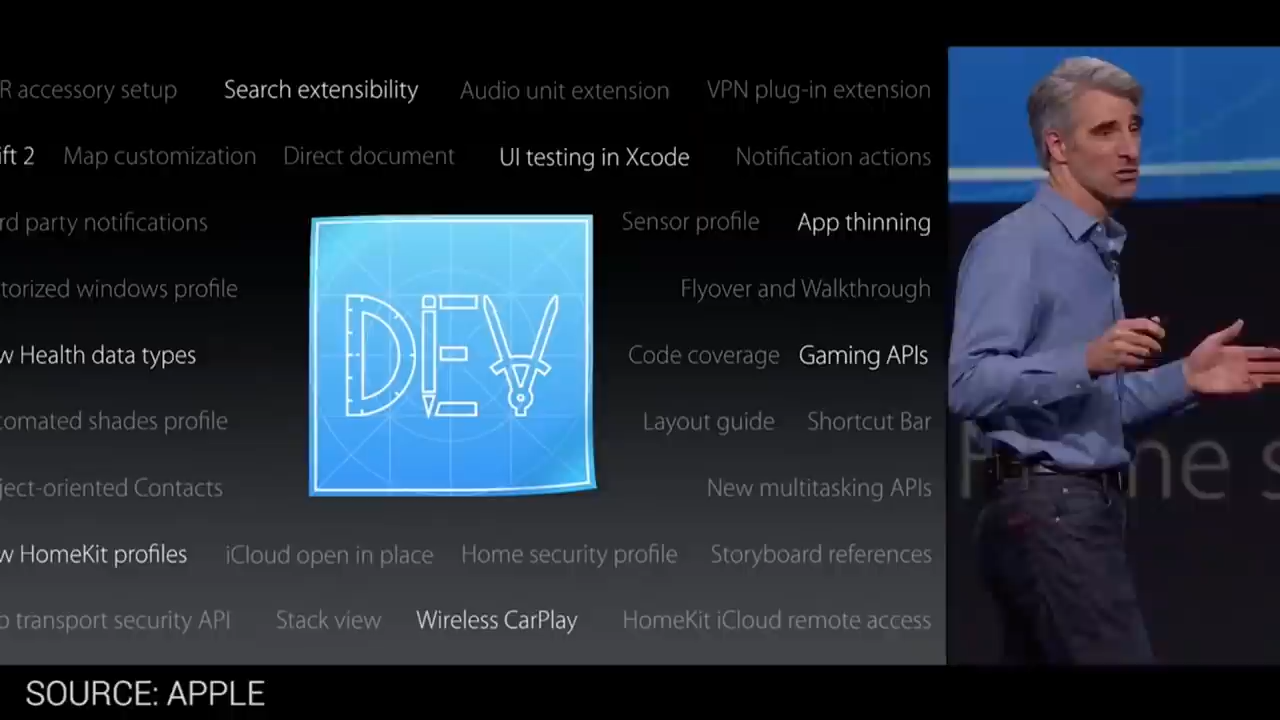 R accessory setup Search extensibility Audio unit extension VPN plug-in extension
ift 2 Map customization Direct document UI testing in Xcode Notification actions
rd party notifications Sensor profile App thinning
torized windows profile Flyover and Walkthrough
w Health data types Code coverage Gaming APIs
DEV
tomated shades profile Layout guide Shortcut Bar
ject-oriented Contacts New multitasking APIs
w HomeKit profiles iCloud open in place Home security profile Storyboard references
p transport security API Stack view Wireless CarPlay HomeKit iCloud remote access
SOURCE: APPLE